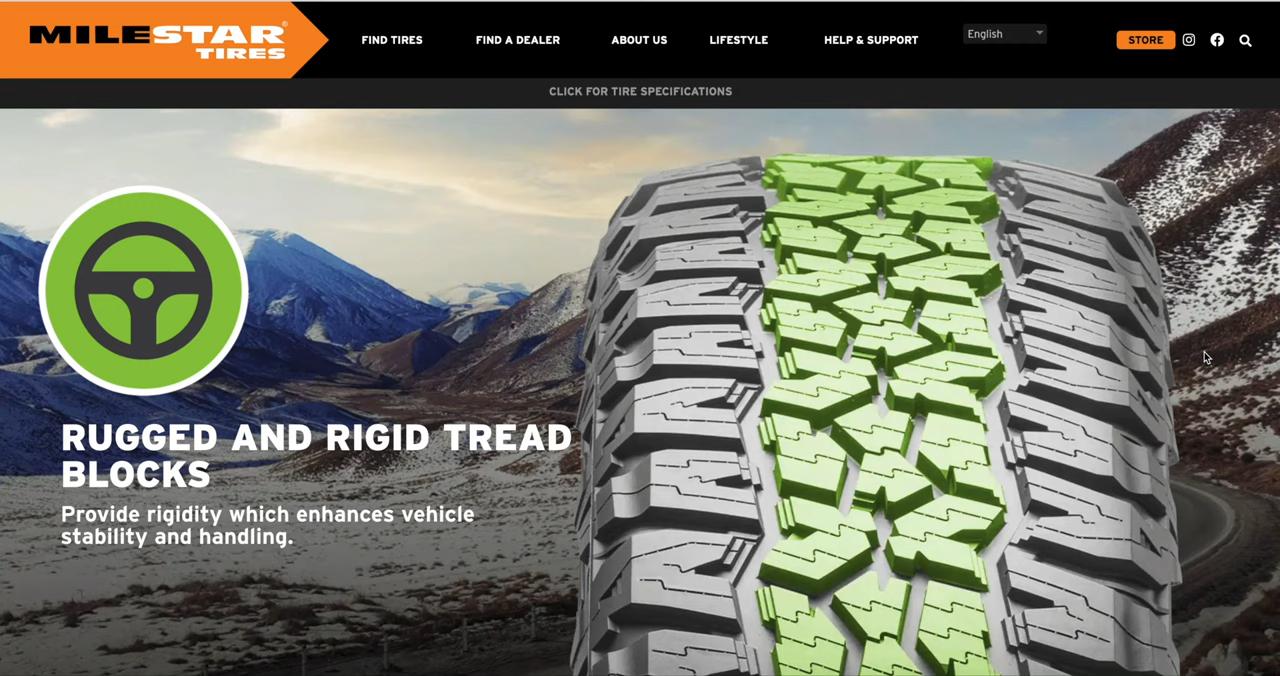 MILESTAR®
TIRES
FIND TIRES
FIND A DEALER
ABOUT US
LIFESTYLE
HELP & SUPPORT
English
STORE
CLICK FOR TIRE SPECIFICATIONS
RUGGED AND RIGID TREAD
BLOCKS
Provide rigidity which enhances vehicle
stability and handling.